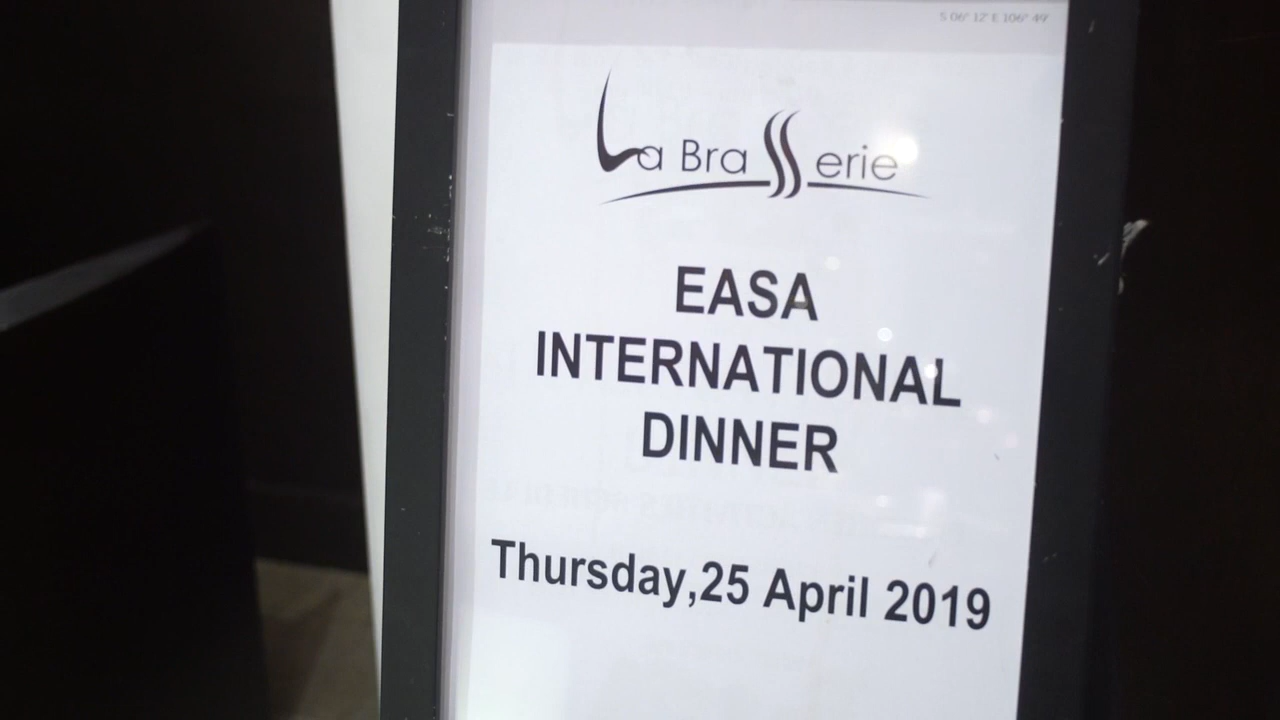 S 06° 12' E 106° 49'
La Brasserie
EASA
INTERNATIONAL
DINNER
Thursday,25 April 2019